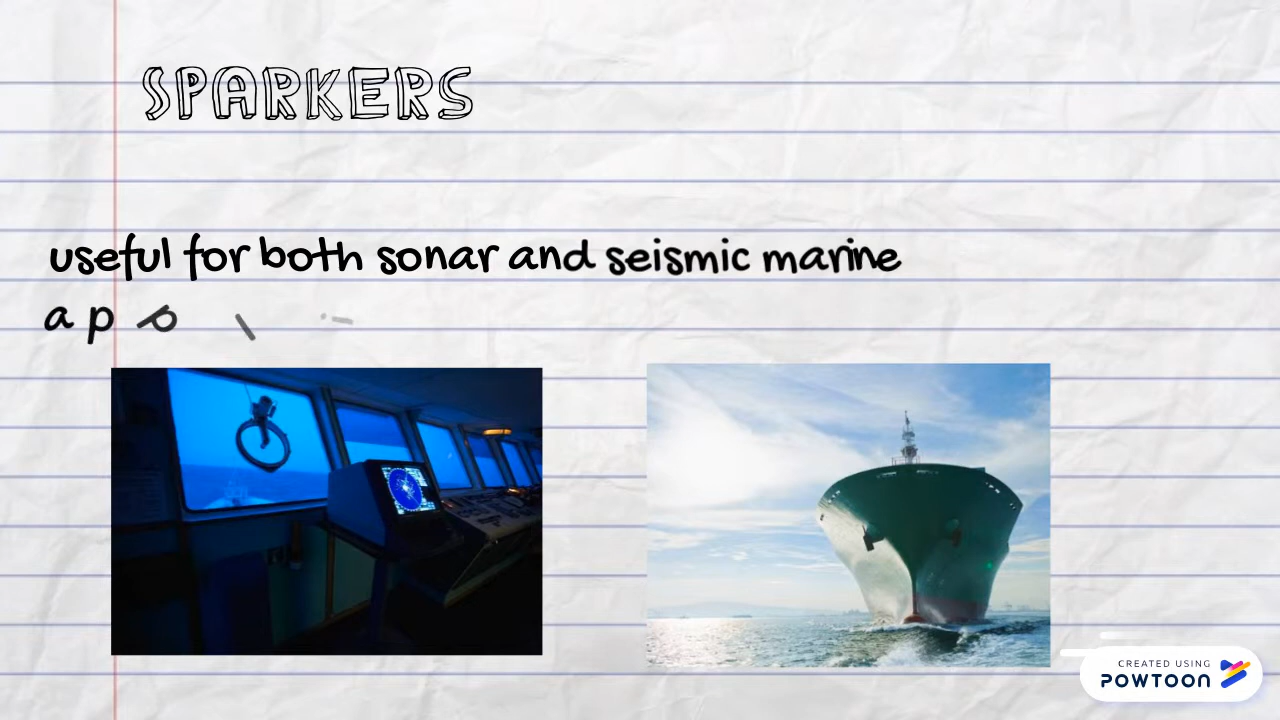 SPARKERS
useful for both sonar and seismic marine
a p
CREATED USING
POWTOON